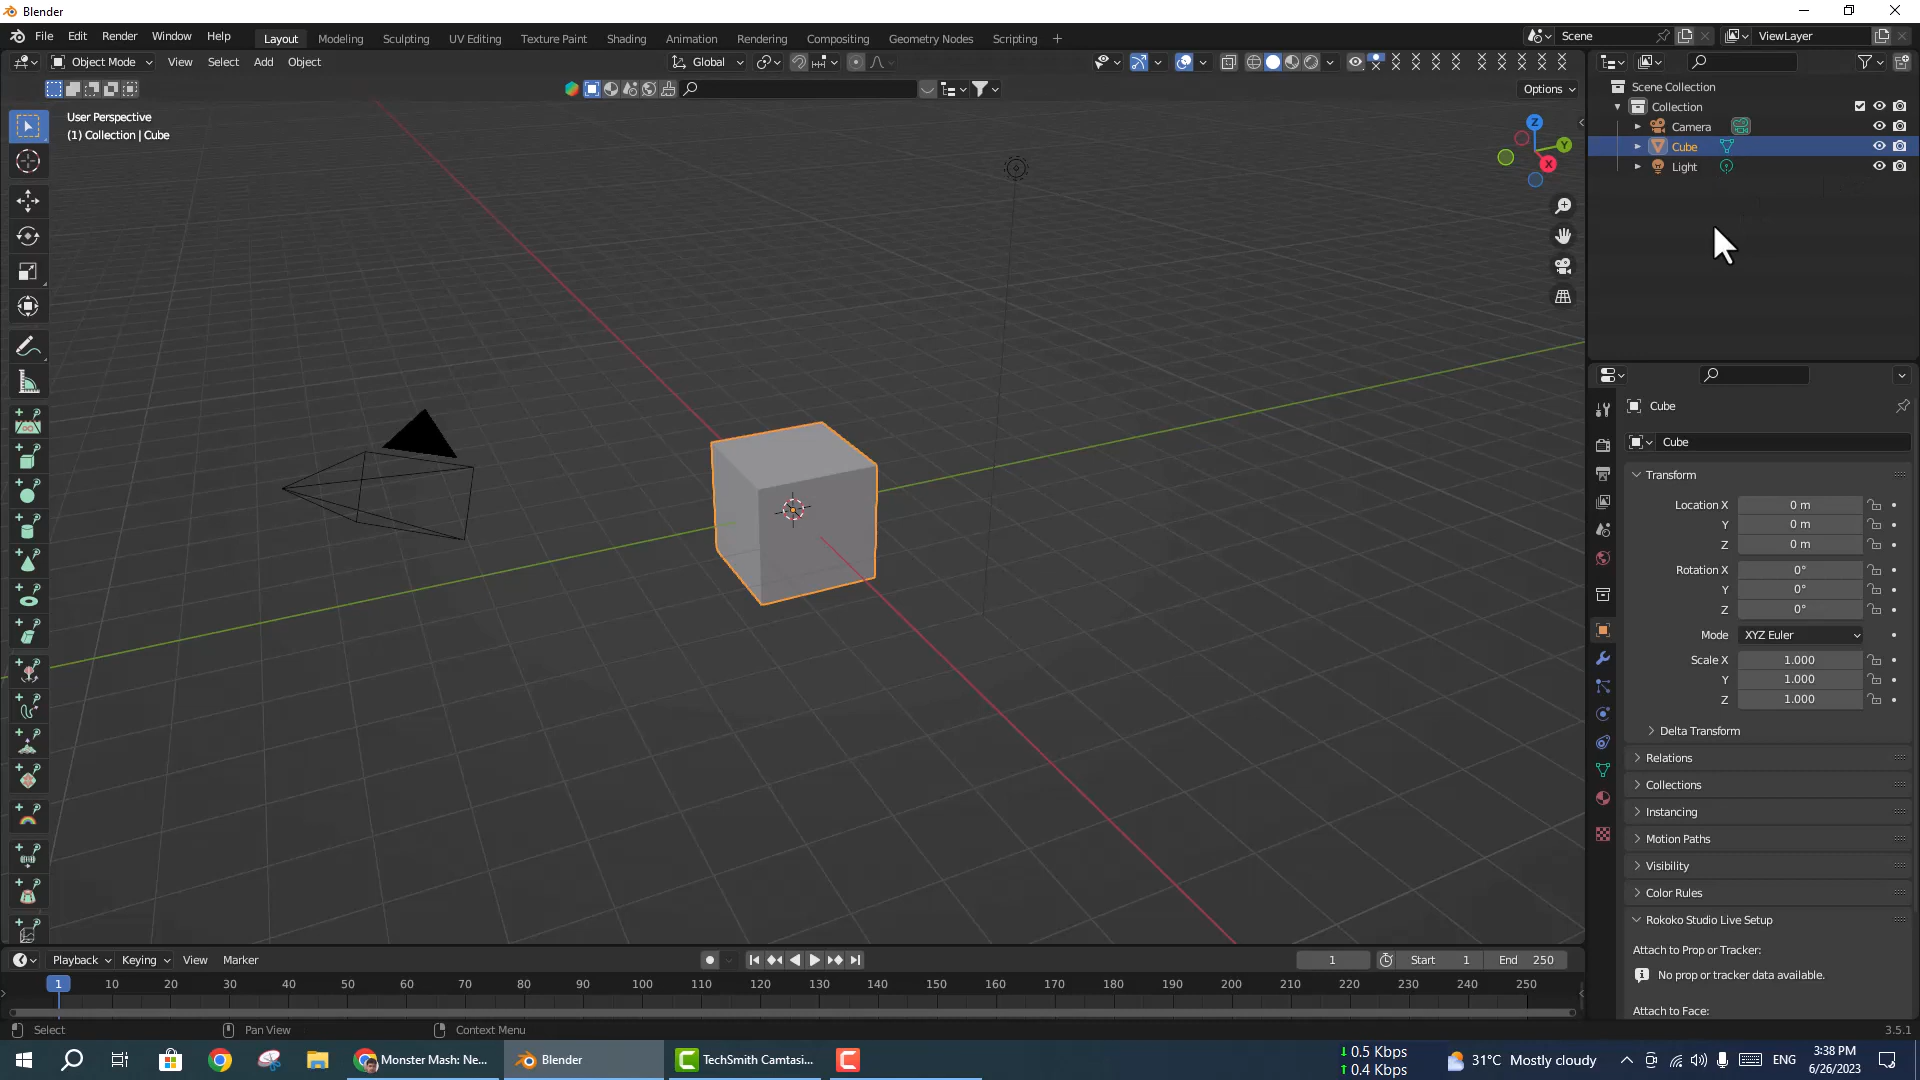 Blender
File Edit Render Window Help Layout Modeling Sculpting UV Editing Texture Paint Shading Animation Rendering Compositing Geometry Nodes Scripting + Scene ViewLayer
Object Mode View Select Add Object Global
Options
User Perspective
(1) Collection | Cube
Z
Y
X
Scene Collection
Collection
Camera
Cube
Light
Cube
Cube
Transform
Location X 0 m
Y 0 m
Z 0 m
Rotation X 0°
Y 0°
Z 0°
Mode XYZ Euler
Scale X 1.000
Y 1.000
Z 1.000
Delta Transform
Relations
Collections
Instancing
Motion Paths
Visibility
Color Rules
Rokoko Studio Live Setup
Attach to Prop or Tracker:
No prop or tracker data available.
Attach to Face:
Playback Keying View Marker 1 Start 1 End 250
1 10 20 30 40 50 60 70 80 90 100 110 120 130 140 150 160 170 180 190 200 210 220 230 240 250
Select Pan View Context Menu 3.5.1
Monster Mash: Ne... Blender TechSmith Camtasi... ↓ 0.5 Kbps
↑ 0.4 Kbps
31°C Mostly cloudy ENG 3:38 PM
6/26/2023